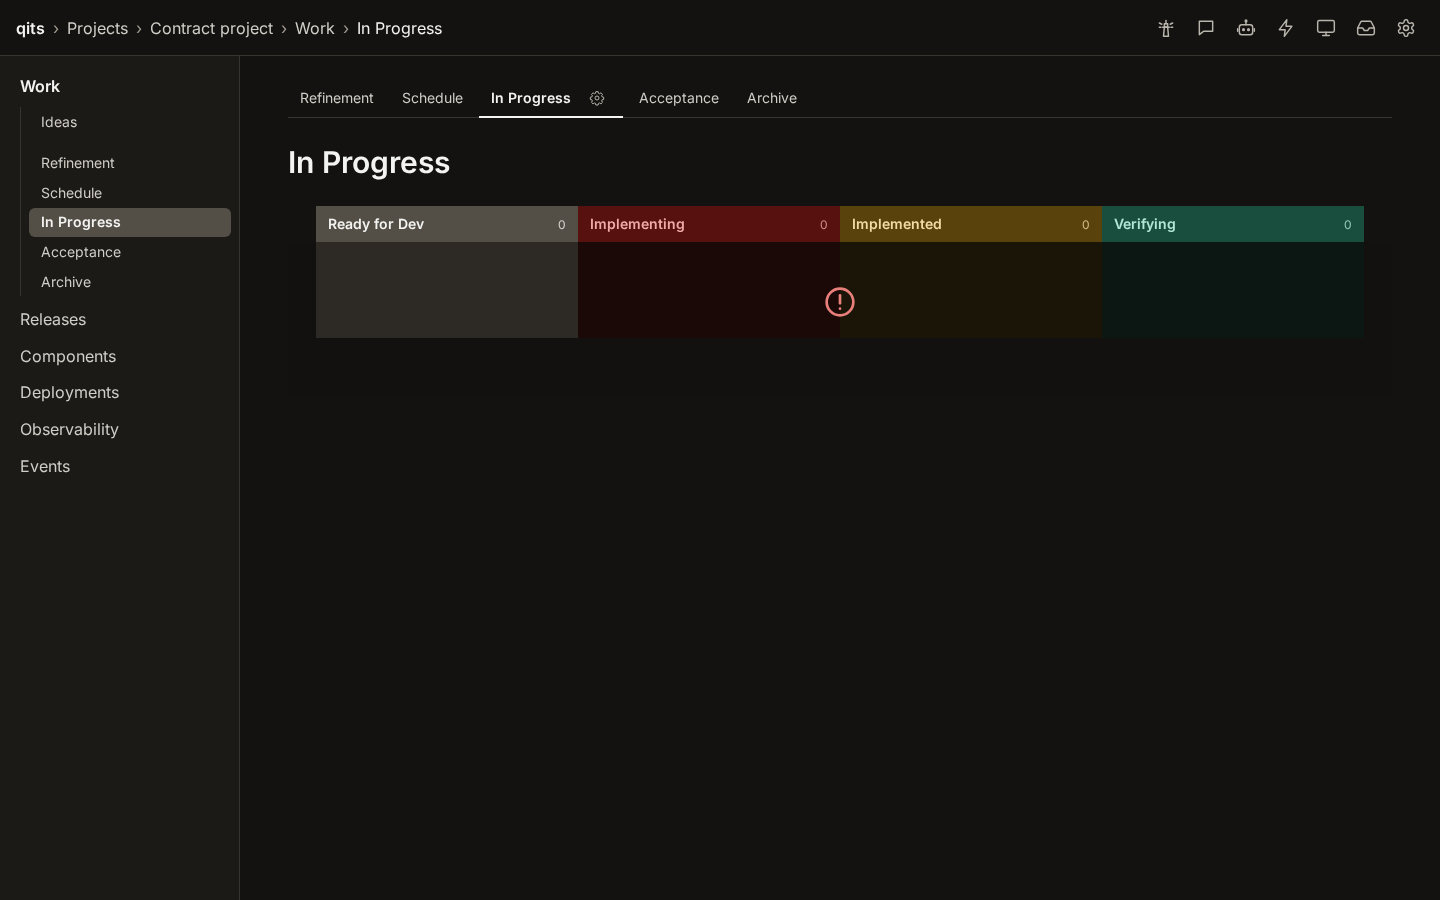 qits › Projects › Contract project › Work › In Progress
Work
Ideas
Refinement
Schedule
In Progress
Acceptance
Archive
Releases
Components
Deployments
Observability
Events
Refinement Schedule In Progress Acceptance Archive
In Progress
Ready for Dev 0 Implementing 0 Implemented 0 Verifying 0